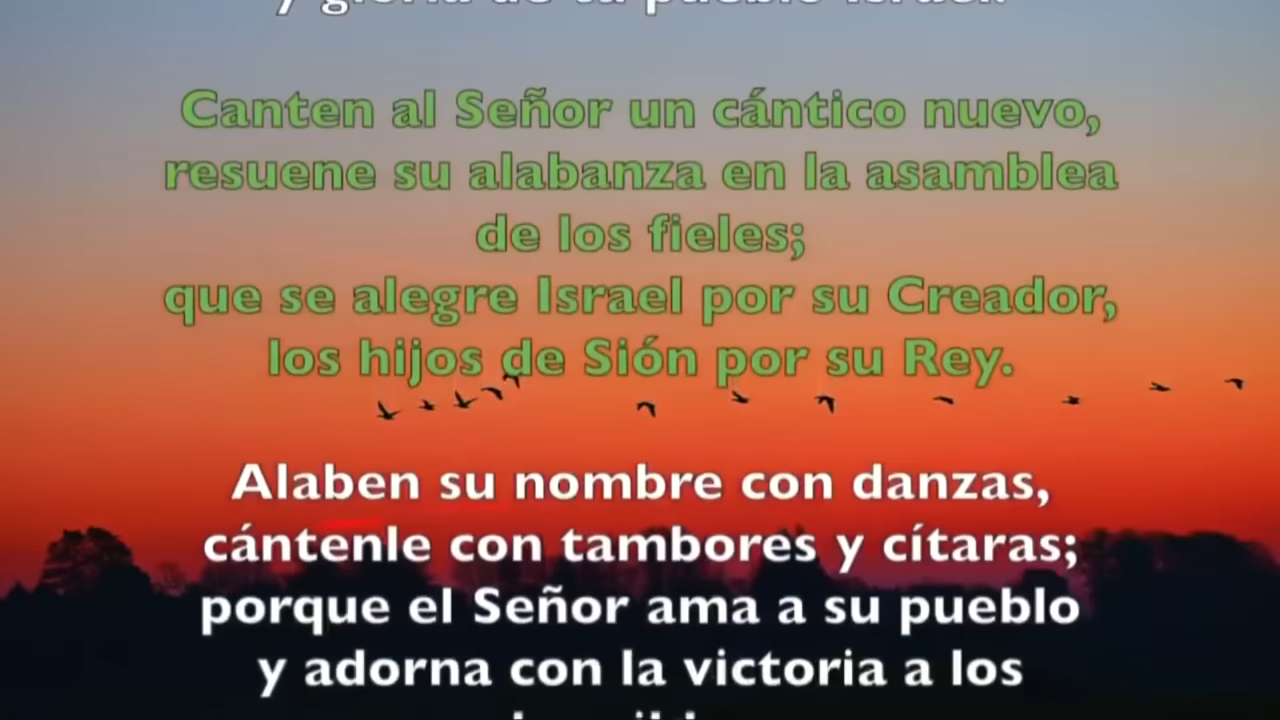 y gloria de tu pueblo Israel.
Canten al Señor un cántico nuevo,
resuene su alabanza en la asamblea
de los fieles;
que se alegre Israel por su Creador,
los hijos de Sión por su Rey.
Alaben su nombre con danzas,
cántenle con tambores y cítaras;
porque el Señor ama a su pueblo
y adorna con la victoria a los